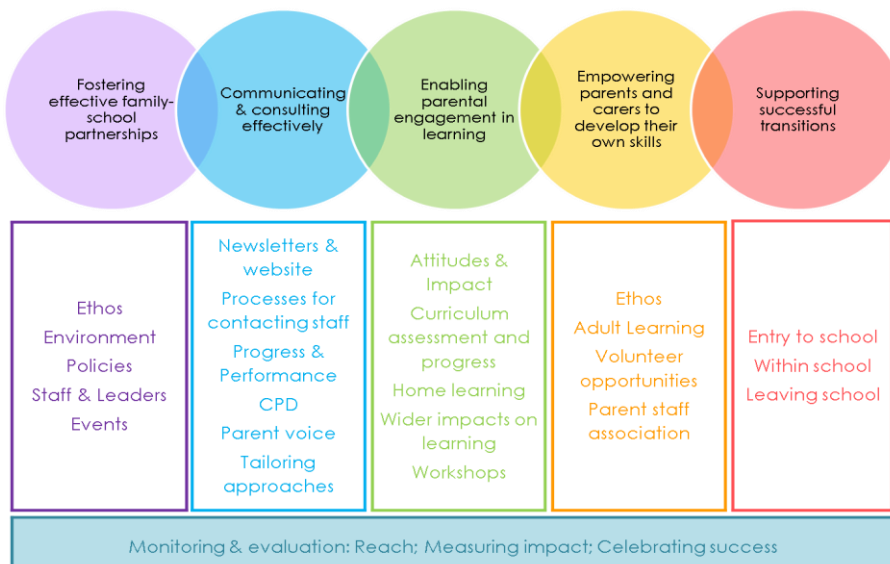 Fostering
effective family-
school
partnerships
Communicating
& consulting
effectively
Enabling
parental
engagement in
learning
Empowering
parents and
carers to
develop their
own skills
Supporting
successful
transitions
Ethos
Environment
Policies
Staff & Leaders
Events
Newsletters &
website
Processes for
contacting staff
Progress &
Performance
CPD
Parent voice
Tailoring
approaches
Attitudes &
Impact
Curriculum
assessment and
progress
Home learning
Wider impacts on
learning
Workshops
Ethos
Adult Learning
Volunteer
opportunities
Parent staff
association
Entry to school
Within school
Leaving school
Monitoring & evaluation: Reach; Measuring impact; Celebrating success